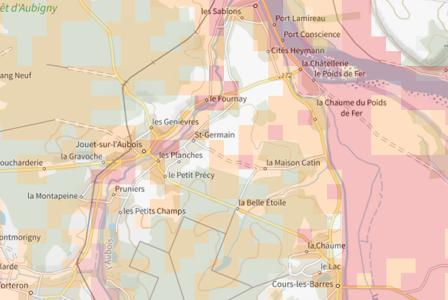 les Sablons
êt d'Aubigny
Port Lamireau
Port Conscience
Cités Heymann
la Châtellerie
le Poids de Fer
ang Neuf
le Fournay
la Chaume du Poids
de Fer
les Genièvres
St-Germain
Jouet-sur-l'Aubois
la Gravoche
les Planches
oucharderie
la Maison Catin
le Petit Précy
Pruniers
la Montapeine
la Belle Étoile
les Petits Champs
ontmorigny
la Chaume
le Lac
Cours-les-Barres